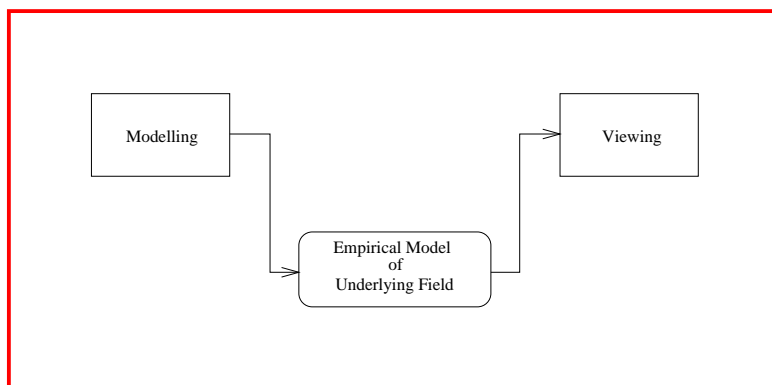 Modelling
Viewing
Empirical Model
of
Underlying Field